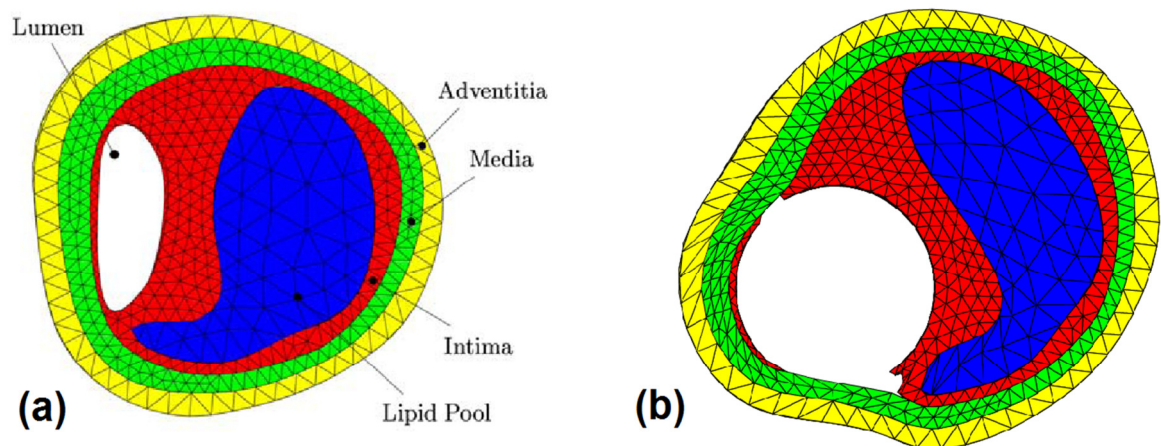 Lumen
Adventitia
Media
Intima
Lipid Pool
(a)
(b)